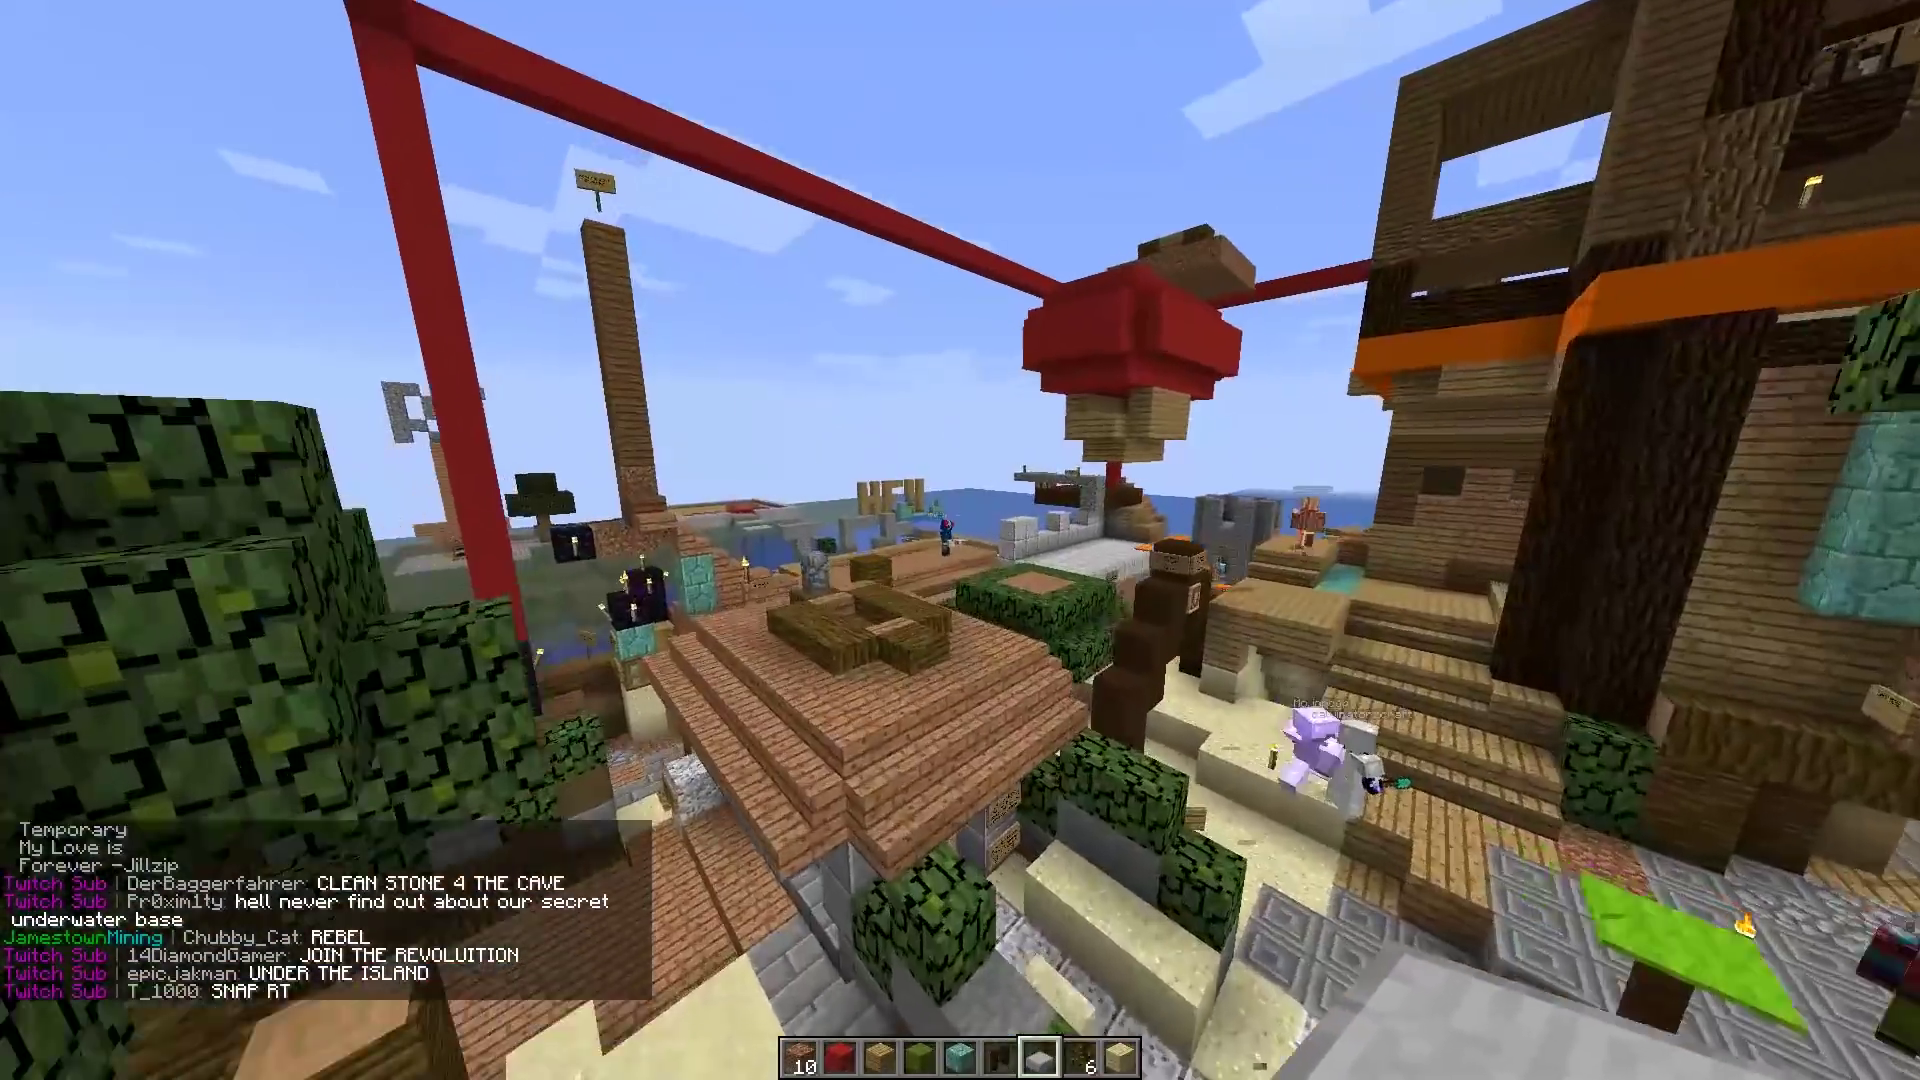 Temporary
My Love is
Forever -Jillzip
Twitch Sub | DerBaggerfahrer: CLEAN STONE 4 THE CAVE
Twitch Sub | Pr0xim1ty: hell never find out about our secret
underwater base
JamestownMining | Chubby_Cat: REBEL
Twitch Sub | 14DiamondGamer: JOIN THE REVOLUITION
Twitch Sub | epicjakman: UNDER THE ISLAND
Twitch Sub | T_1000: SNAP RT
10
6